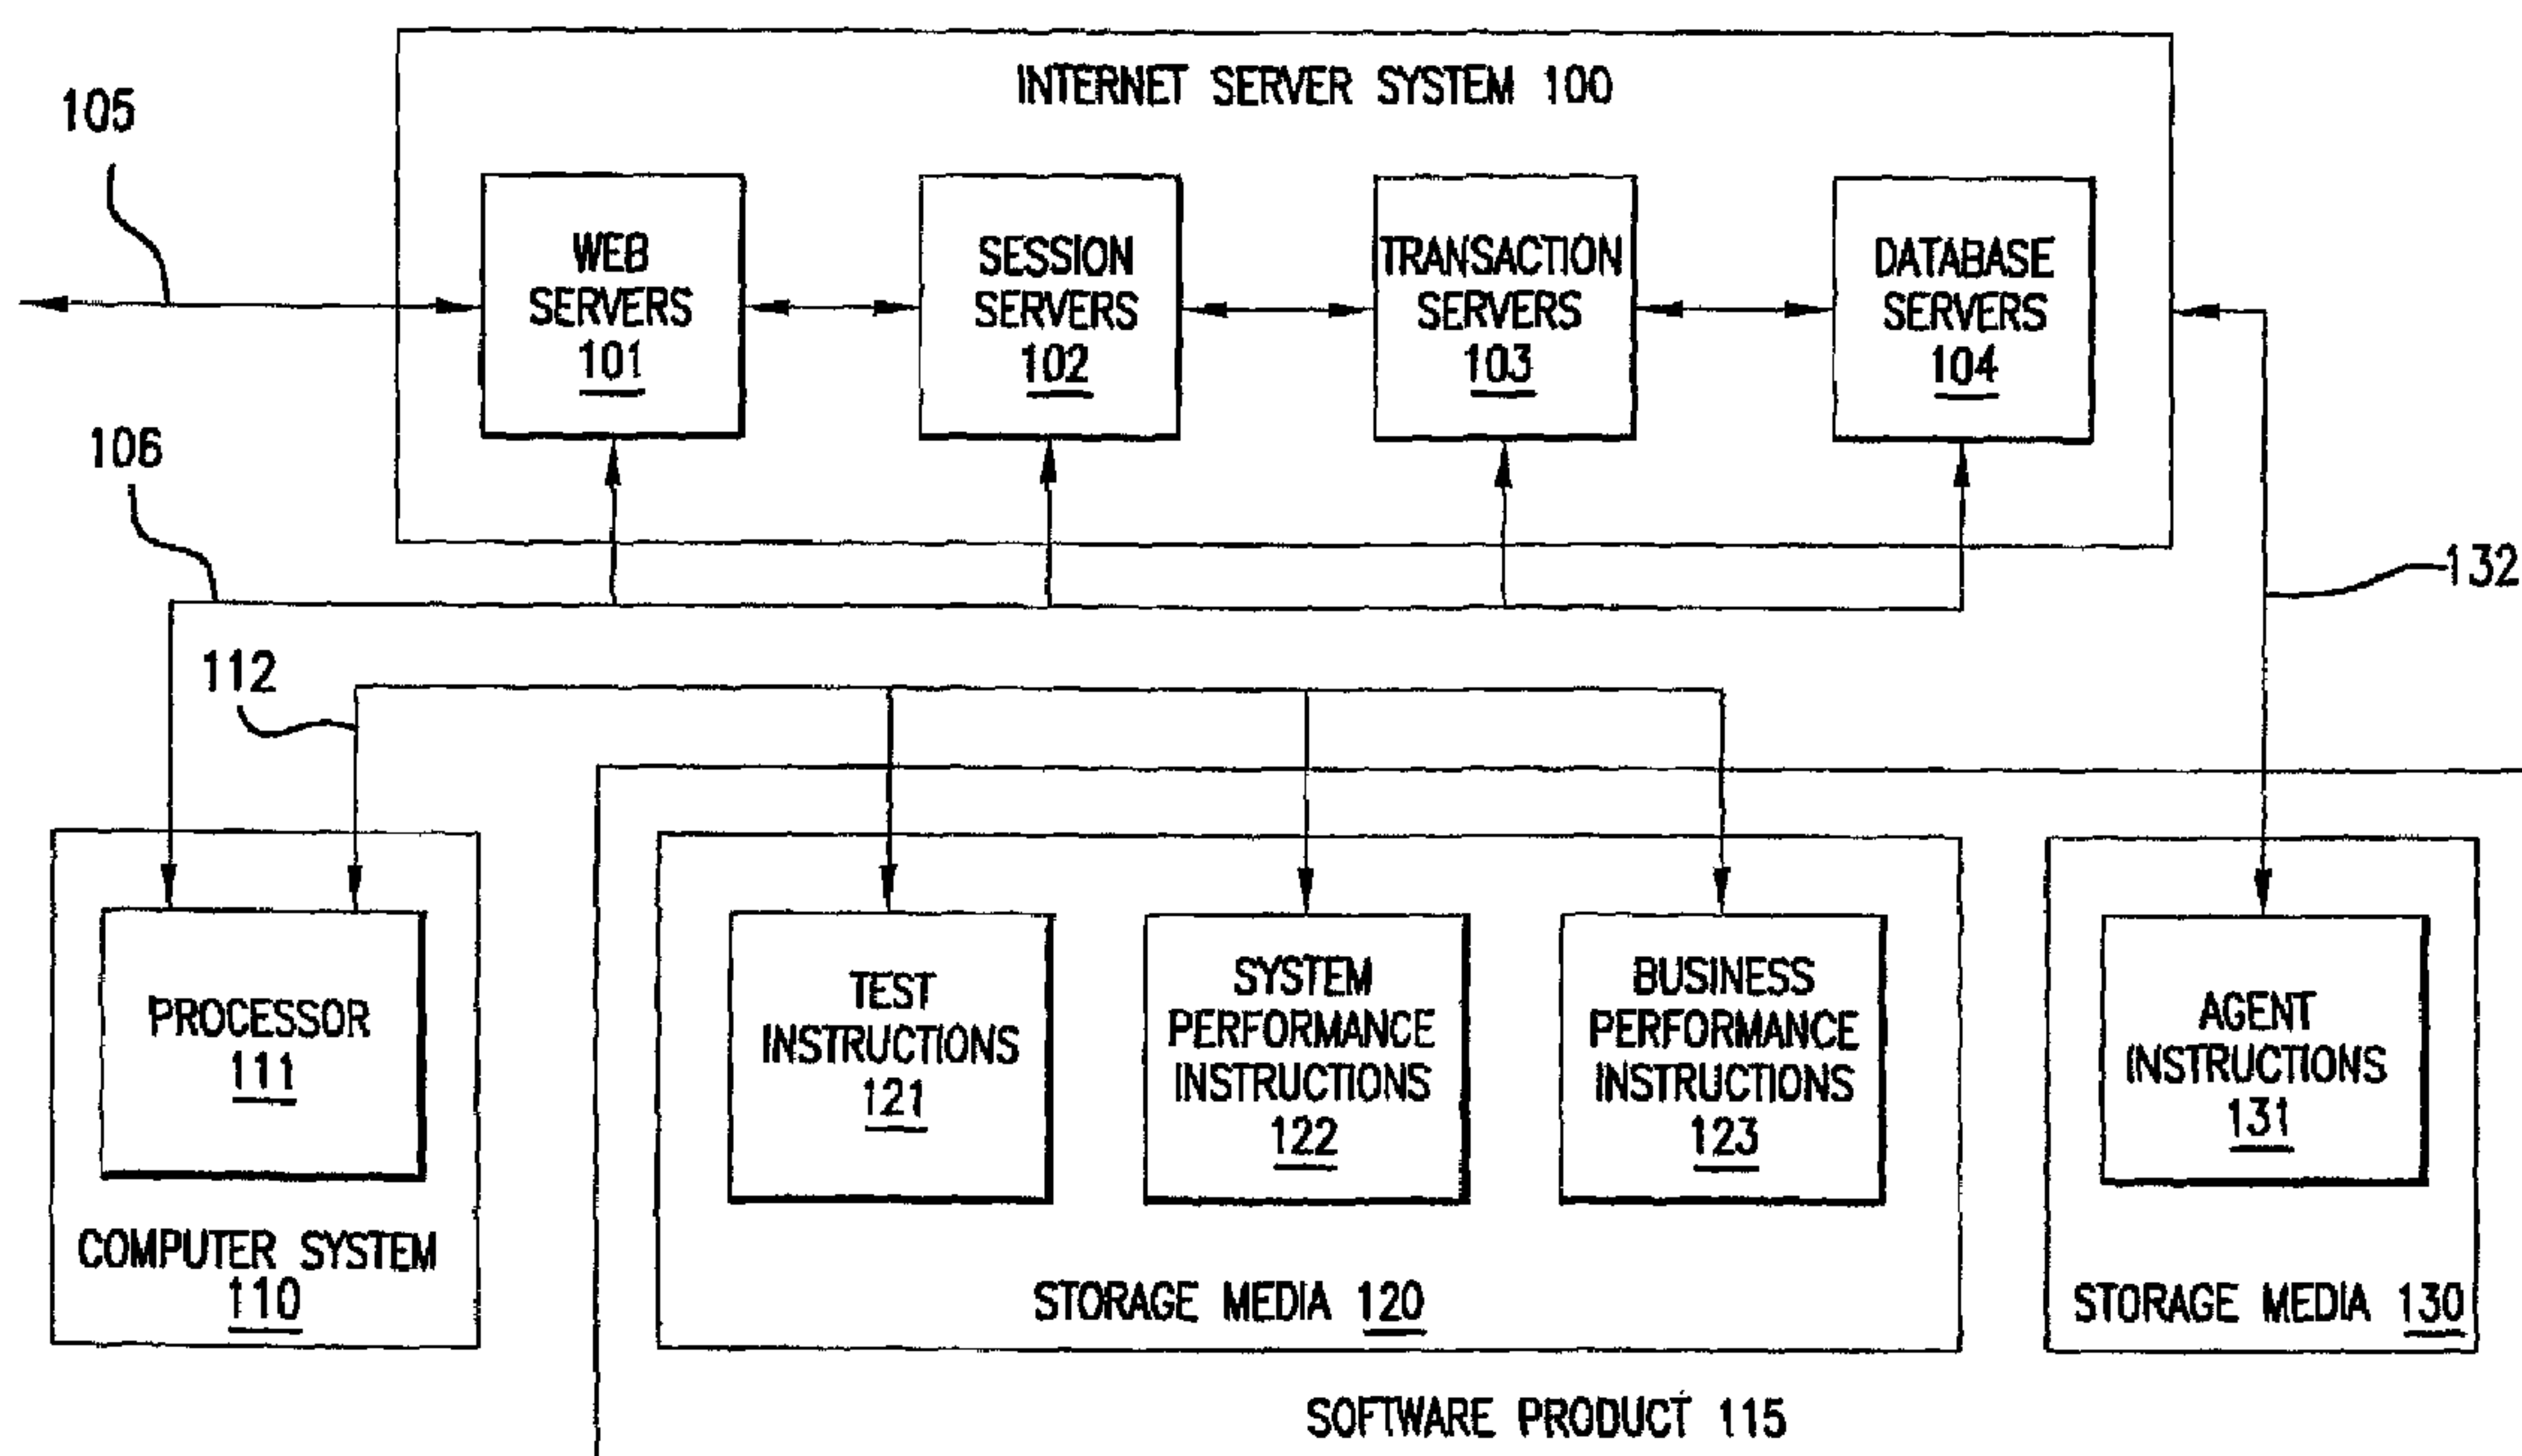 INTERNET SERVER SYSTEM 100
105
WEB
SERVERS
101
SESSION
SERVERS
102
TRANSACTION
SERVERS
103
DATABASE
SERVERS
104
106
132
112
PROCESSOR
111
COMPUTER SYSTEM
110
TEST
INSTRUCTIONS
121
SYSTEM
PERFORMANCE
INSTRUCTIONS
122
BUSINESS
PERFORMANCE
INSTRUCTIONS
123
STORAGE MEDIA 120
AGENT
INSTRUCTIONS
131
STORAGE MEDIA 130
SOFTWARE PRODUCT 115